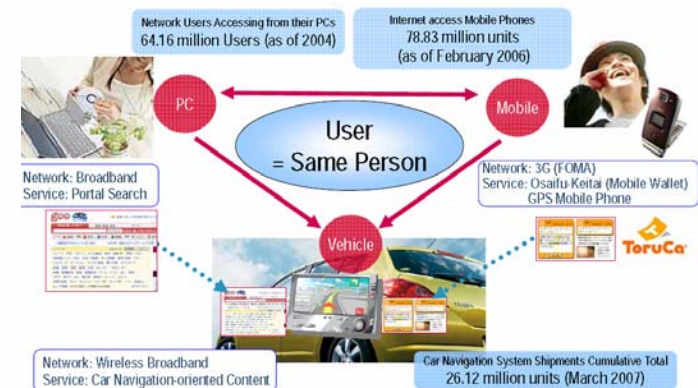 Network Users Accessing from their PCs
64.16 million Users (as of 2004)
Internet access Mobile Phones
78.83 million units
(as of February 2006)
PC
Mobile
User
= Same Person
Network: Broadband
Service: Portal Search
Network: 3G (FOMA)
Service: Osaifu-Keitai (Mobile Wallet)
GPS Mobile Phone
goo
Vehicle
ToruCa
Network: Wireless Broadband
Service: Car Navigation-oriented Content
Car Navigation System Shipments Cumulative Total
26.12 million units (March 2007)